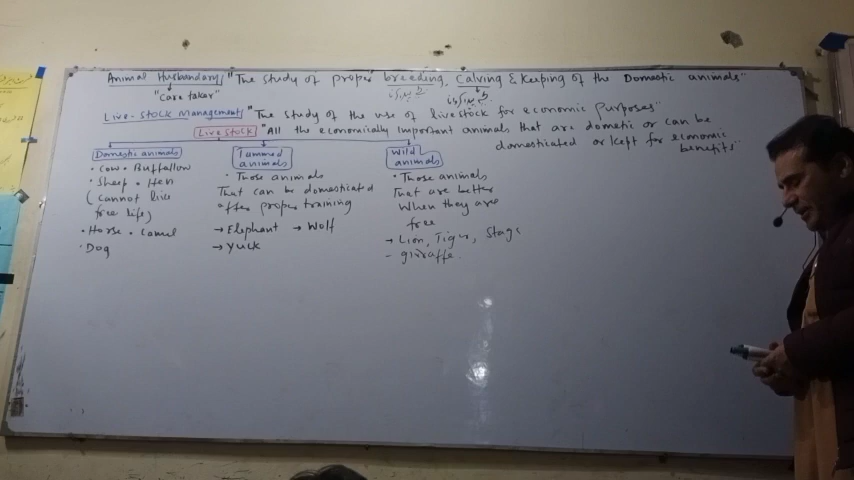 Animal Husbandary "The study of proper breeding, Calving & Keeping of the Domestic animals"
"Care taker"
Live-Stock Management "The study of the use of livestock for economic purposes"
Live Stock "All the economically important animals that are dometic or can be
domesticated or kept for economic
benefits"
Domestic animals
• Cow • Buffallow
• Sheep • Hen
(cannot live
free life)
• Horse • Camel
• Dog
Tammed
animals
• Those animals
That can be domesticated
after proper training
→ Elephant → Wolf
→ Yuck
Wild
animals
• Those animals
That are better
When they are
free
→ Lion, Tiger, Stags
- giraffe.